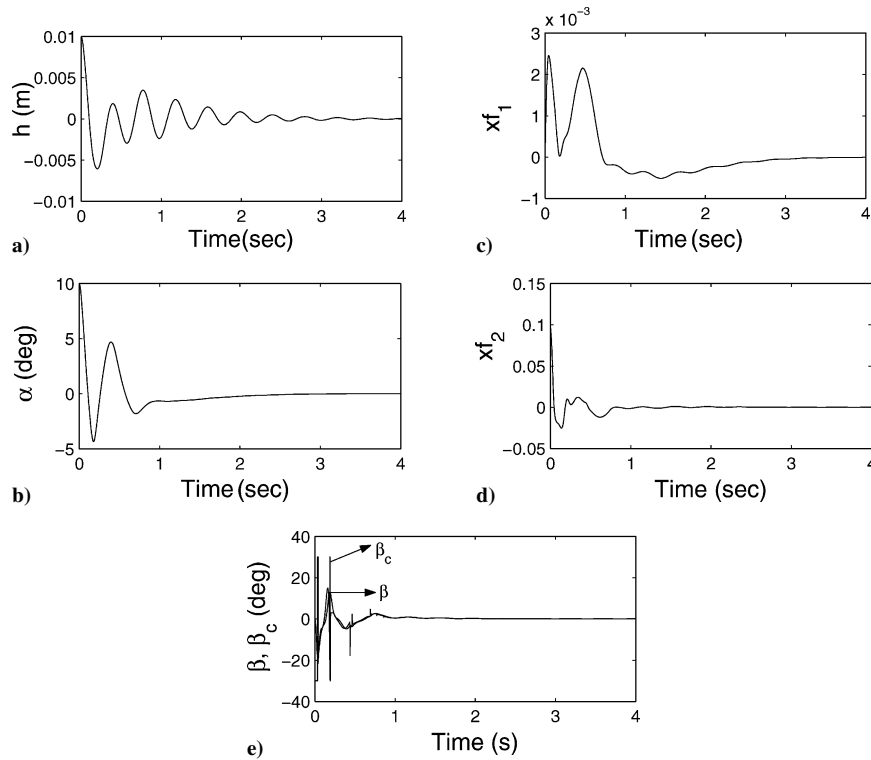 0.01
0.005
0
−0.005
−0.01
h (m)
0 1 2 3 4
Time(sec)
a)
x 10⁻³
3
2
1
0
−1
xf₁
0 1 2 3 4
Time (sec)
c)
10
5
0
−5
α (deg)
0 1 2 3 4
Time (sec)
b)
0.15
0.1
0.05
0
−0.05
xf₂
0 1 2 3 4
Time (sec)
d)
40
20
0
−20
−40
β, β_c (deg)
β_c
β
0 1 2 3 4
Time (s)
e)